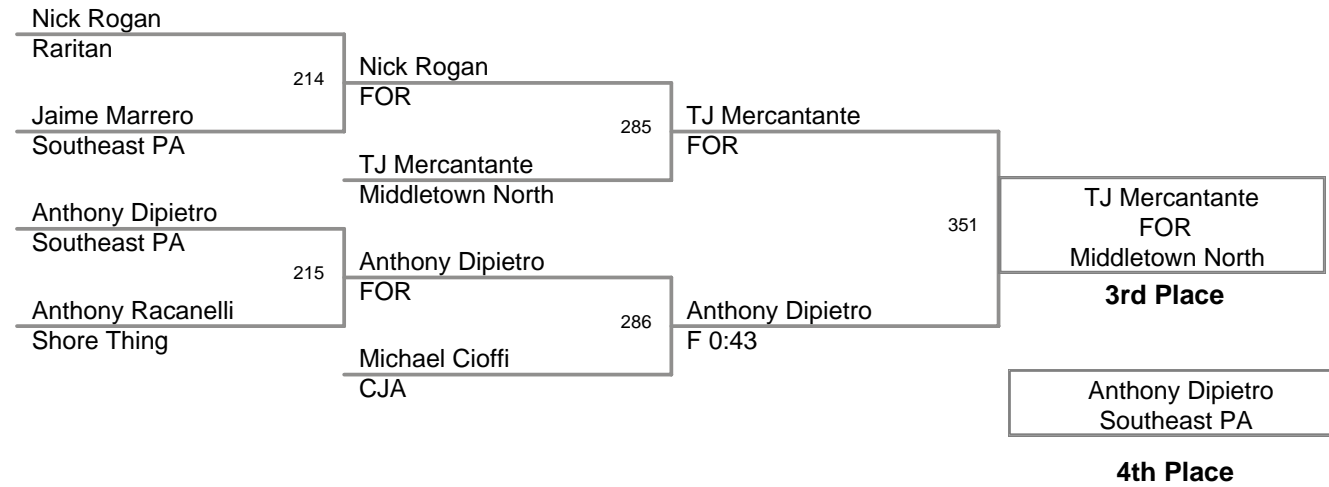 Nick Rogan
Raritan
214
Nick Rogan
FOR
Jaime Marrero
Southeast PA
285
TJ Mercantante
FOR
TJ Mercantante
Middletown North
Anthony Dipietro
Southeast PA
215
Anthony Dipietro
FOR
Anthony Racanelli
Shore Thing
286
Anthony Dipietro
F 0:43
Michael Cioffi
CJA
351
TJ Mercantante
FOR
Middletown North
3rd Place
Anthony Dipietro
Southeast PA
4th Place